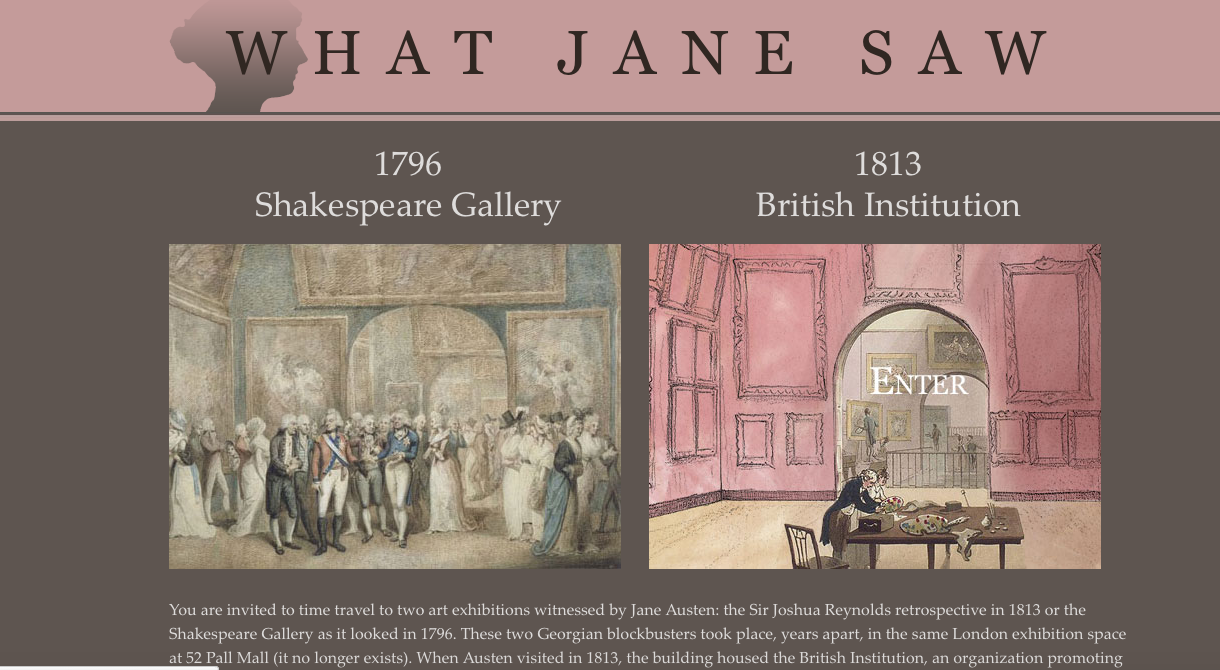 WHAT JANE SAW
1796
Shakespeare Gallery
1813
British Institution
ENTER
You are invited to time travel to two art exhibitions witnessed by Jane Austen: the Sir Joshua Reynolds retrospective in 1813 or the
Shakespeare Gallery as it looked in 1796. These two Georgian blockbusters took place, years apart, in the same London exhibition space
at 52 Pall Mall (it no longer exists). When Austen visited in 1813, the building housed the British Institution, an organization promoting